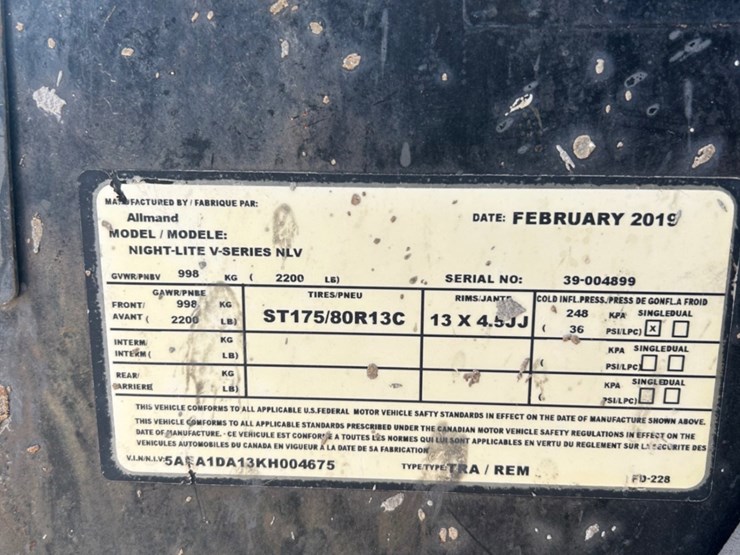 MANUFACTURED BY / FABRIQUE PAR:
Allmand
DATE: FEBRUARY 2019
MODEL / MODELE:
NIGHT-LITE V-SERIES NLV
GVWR/PNBV 998 KG ( 2200 LB) SERIAL NO: 39-004899
GAWR/PNBE TIRES/PNEU RIMS/JANTE COLD INFL.PRESS./PRESS DE GONFL.A FROID
FRONT/ 998 KG ST175/80R13C 13 X 4.5JJ 248 KPA SINGLE DUAL
AVANT ( 2200 LB) ( 36 PSI/LPC) X
INTERM/ KG KPA SINGLE DUAL
INTERM ( LB) ( PSI/LPC)
REAR/ KG KPA SINGLE DUAL
ARRIERE LB) PSI/LPC)
THIS VEHICLE CONFORMS TO ALL APPLICABLE U.S.FEDERAL MOTOR VEHICLE SAFTY STANDARDS IN EFFECT ON THE DATE OF MANUFACTURE SHOWN ABOVE.
THIS VEHICLE CONFORMS TO ALL APPLICABLE STANDARDS PRESCRIBED UNDER THE CANADIAN MOTOR VEHICLE SAFETY REGULATIONS IN EFFECT ON THE
DATE OF MANUFACTURE. - CE VEHICULE EST CONFORME A TOUTES LES NORMES QUI LUI SONT APPLICABLES EN VERTU DU REGLEMENT SUR LA SECURITE DES
VEHICULES AUTOMOBILES DU CANADA EN VIGUEUR A LA DATE DE SA FABRICATION
V.I.N/N.I.V: TYPE/TYPE: TRA / REM
FD-228